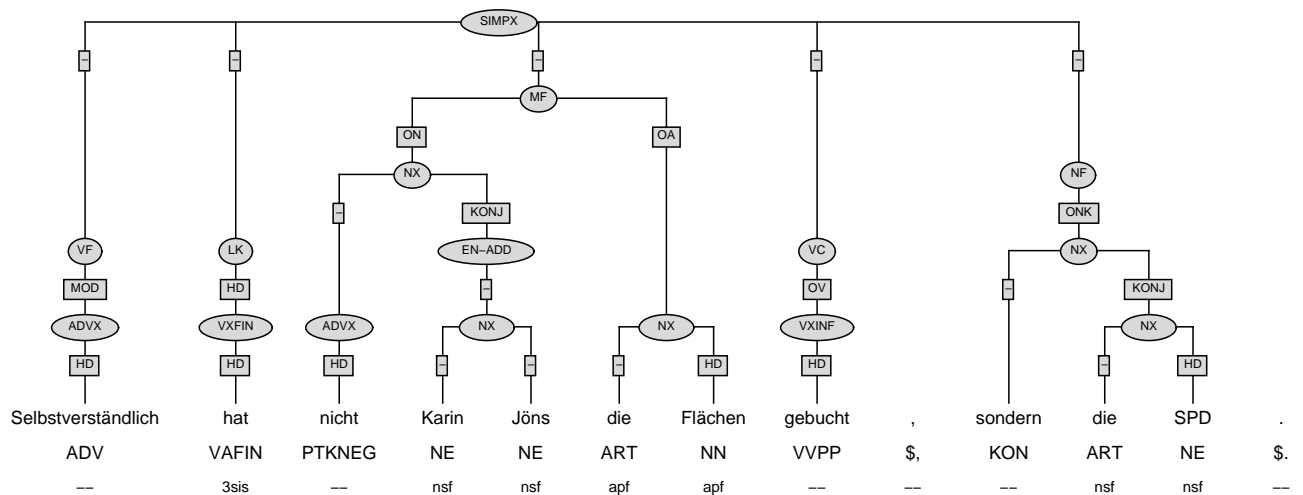 SIMPX
– – – – –
MF
ON OA
NX NF
– KONJ ONK
VF LK EN–ADD VC NX
MOD HD – OV – KONJ
ADVX VXFIN ADVX NX NX VXINF NX
HD HD HD – – – HD HD – HD
Selbstverständlich hat nicht Karin Jöns die Flächen gebucht , sondern die SPD .
ADV VAFIN PTKNEG NE NE ART NN VVPP $, KON ART NE $.
–– 3sis –– nsf nsf apf apf –– –– –– nsf nsf ––